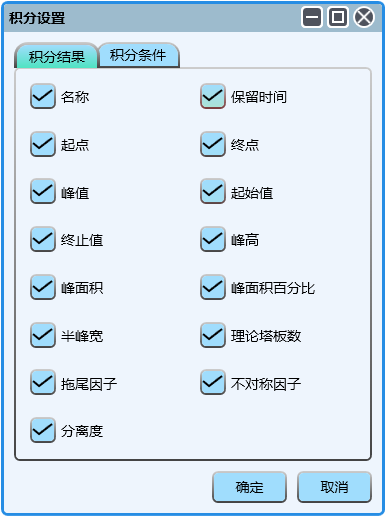 积分设置
积分结果 积分条件
名称 保留时间
起点 终点
峰值 起始值
终止值 峰高
峰面积 峰面积百分比
半峰宽 理论塔板数
拖尾因子 不对称因子
分离度
确定 取消